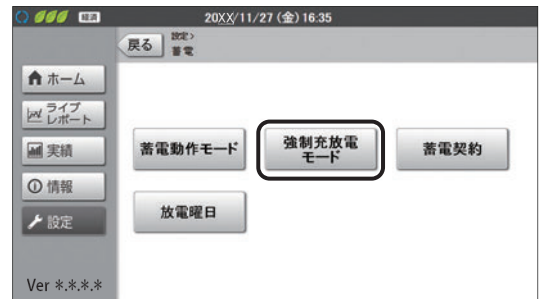 経済
20XX/11/27 (金) 16:35
戻る
設定>
蓄電
ホーム
ライブ
レポート
実績
情報
設定
蓄電動作モード
強制充放電
モード
蓄電契約
放電曜日
Ver *.*.*.*